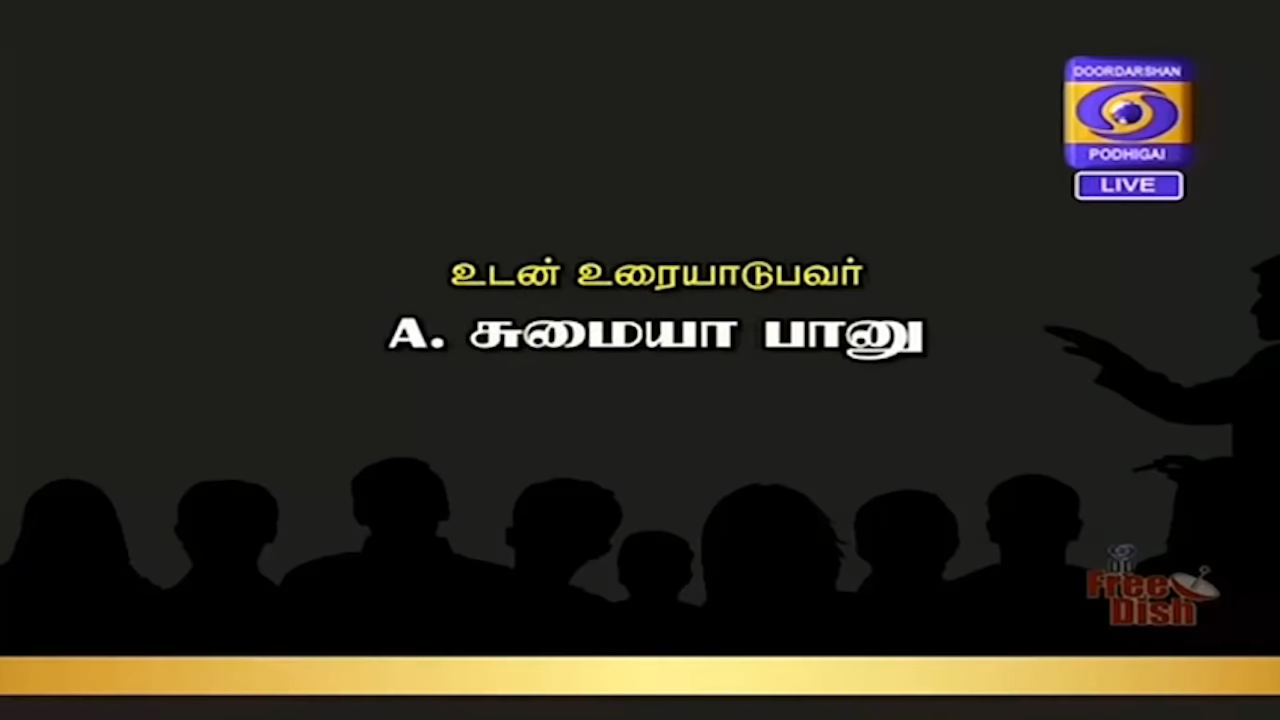 DOORDARSHAN
PODHIGAI
LIVE
உடன் உரையாடுபவர்
A. சுமையா பானு
Free
Dish